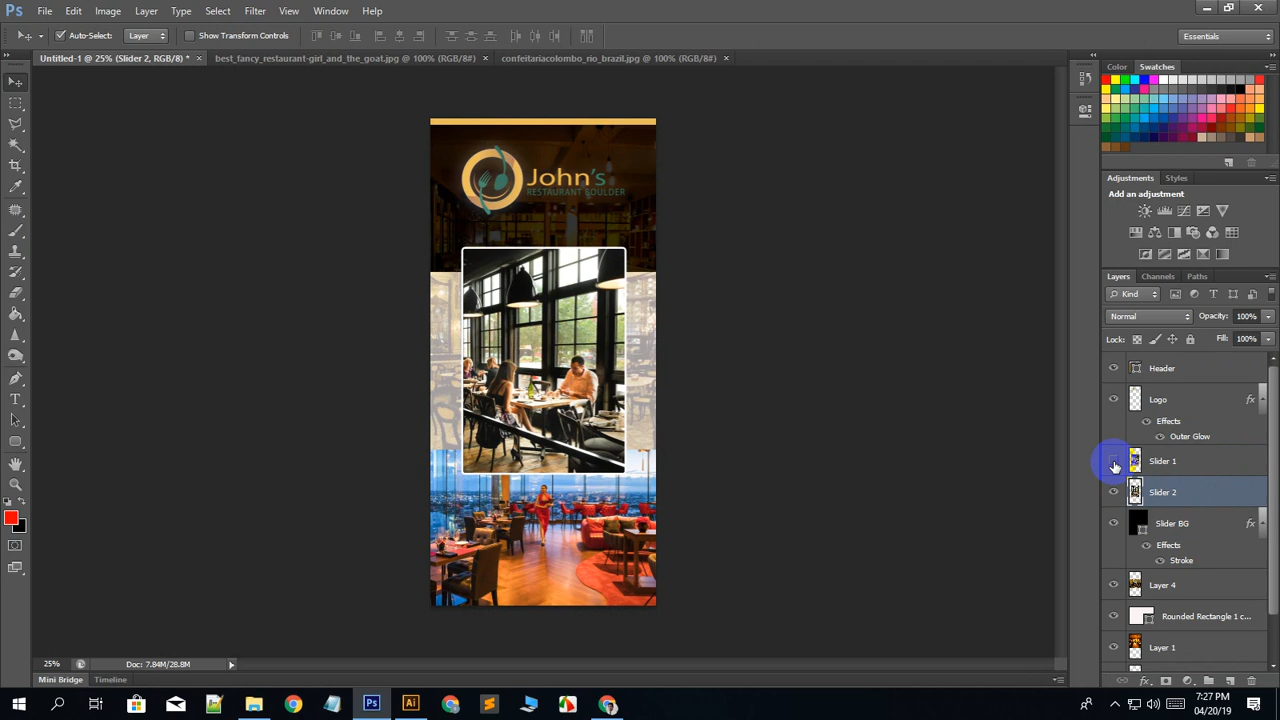 Ps File Edit Image Layer Type Select Filter View Window Help
Auto-Select: Layer Show Transform Controls Essentials
Untitled-1 @ 25% (Slider 2, RGB/8) * × best_fancy_restaurant-girl_and_the_goat.jpg @ 100% (RGB/8#) × confeitariacolombo_rio_brazil.jpg @ 100% (RGB/8#) ×
Color Swatches
John's
RESTAURANT BOULDER
Adjustments Styles
Add an adjustment
Layers Channels Paths
Kind
Normal Opacity: 100%
Lock: Fill: 100%
Header
Logo fx
Effects
Outer Glow
Slider 1
Slider 2
Slider BG fx
Effects
Stroke
Layer 4
Rounded Rectangle 1 c...
Layer 1
25% Doc: 7.84M/28.8M
Mini Bridge Timeline
Ps Ai
7:27 PM
04/20/19